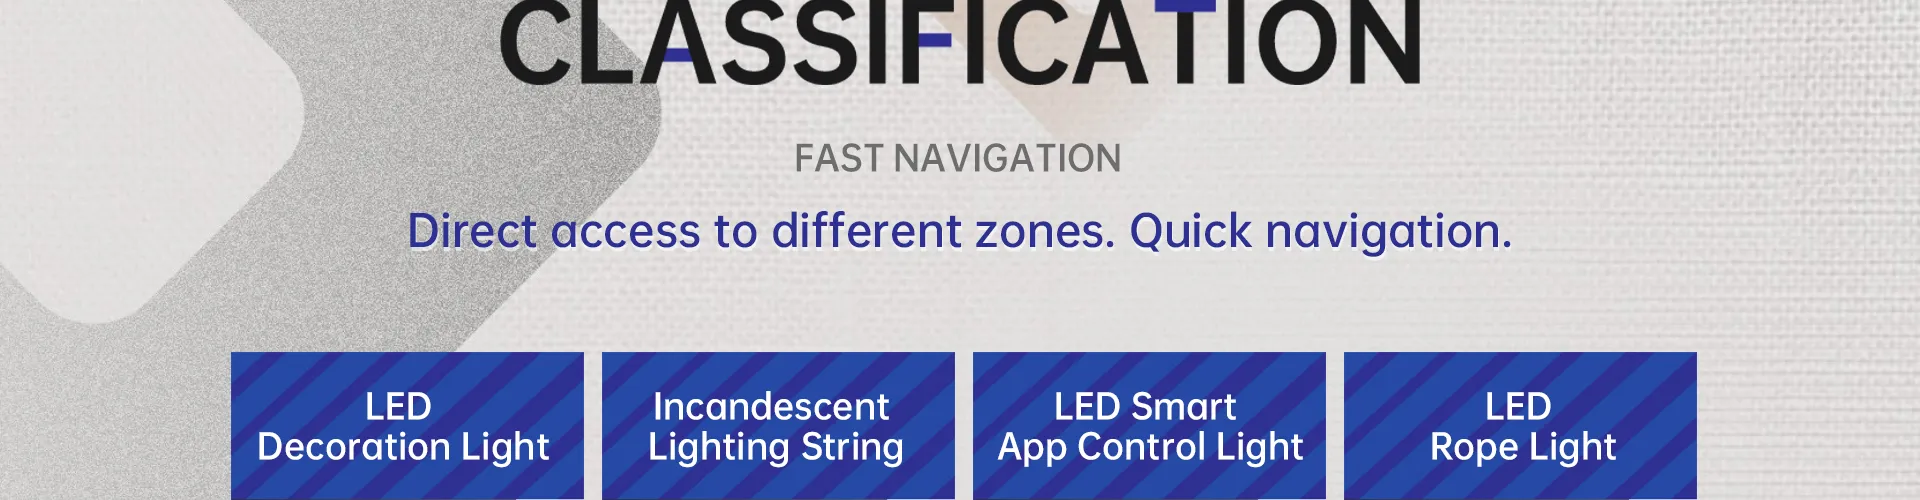 CLASSIFICATION
FAST NAVIGATION
Direct access to different zones. Quick navigation.
LED
Decoration Light
Incandescent
Lighting String
LED Smart
App Control Light
LED
Rope Light